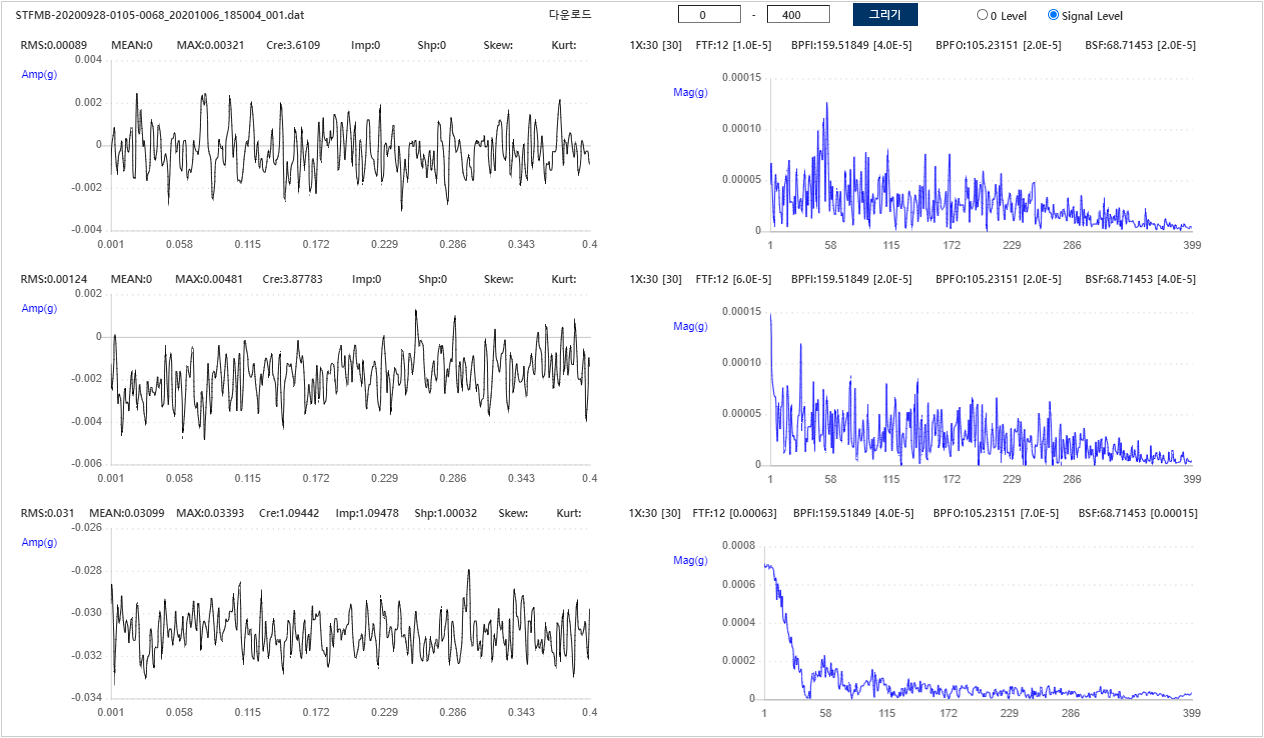 STFMB-20200928-0105-0068_20201006_185004_001.dat 다운로드 0 - 400 그리기 0 Level Signal Level
RMS:0.00089 MEAN:0 MAX:0.00321 Cre:3.6109 Imp:0 Shp:0 Skew: Kurt:
Amp(g)
0.004
0.002
0
-0.002
-0.004
0.001 0.058 0.115 0.172 0.229 0.286 0.343 0.4
1X:30 [30] FTF:12 [1.0E-5] BPFI:159.51849 [4.0E-5] BPFO:105.23151 [2.0E-5] BSF:68.71453 [2.0E-5]
Mag(g)
0.00015
0.00010
0.00005
0
1 58 115 172 229 286 399
RMS:0.00124 MEAN:0 MAX:0.00481 Cre:3.87783 Imp:0 Shp:0 Skew: Kurt:
Amp(g)
0.002
0
-0.002
-0.004
-0.006
0.001 0.058 0.115 0.172 0.229 0.286 0.343 0.4
1X:30 [30] FTF:12 [6.0E-5] BPFI:159.51849 [2.0E-5] BPFO:105.23151 [2.0E-5] BSF:68.71453 [4.0E-5]
Mag(g)
0.00015
0.00010
0.00005
0
1 58 115 172 229 286 399
RMS:0.031 MEAN:0.03099 MAX:0.03393 Cre:1.09442 Imp:1.09478 Shp:1.00032 Skew: Kurt:
Amp(g)
-0.026
-0.028
-0.030
-0.032
-0.034
0.001 0.058 0.115 0.172 0.229 0.286 0.343 0.4
1X:30 [30] FTF:12 [0.00063] BPFI:159.51849 [4.0E-5] BPFO:105.23151 [7.0E-5] BSF:68.71453 [0.00015]
Mag(g)
0.0008
0.0006
0.0004
0.0002
0
1 58 115 172 229 286 399